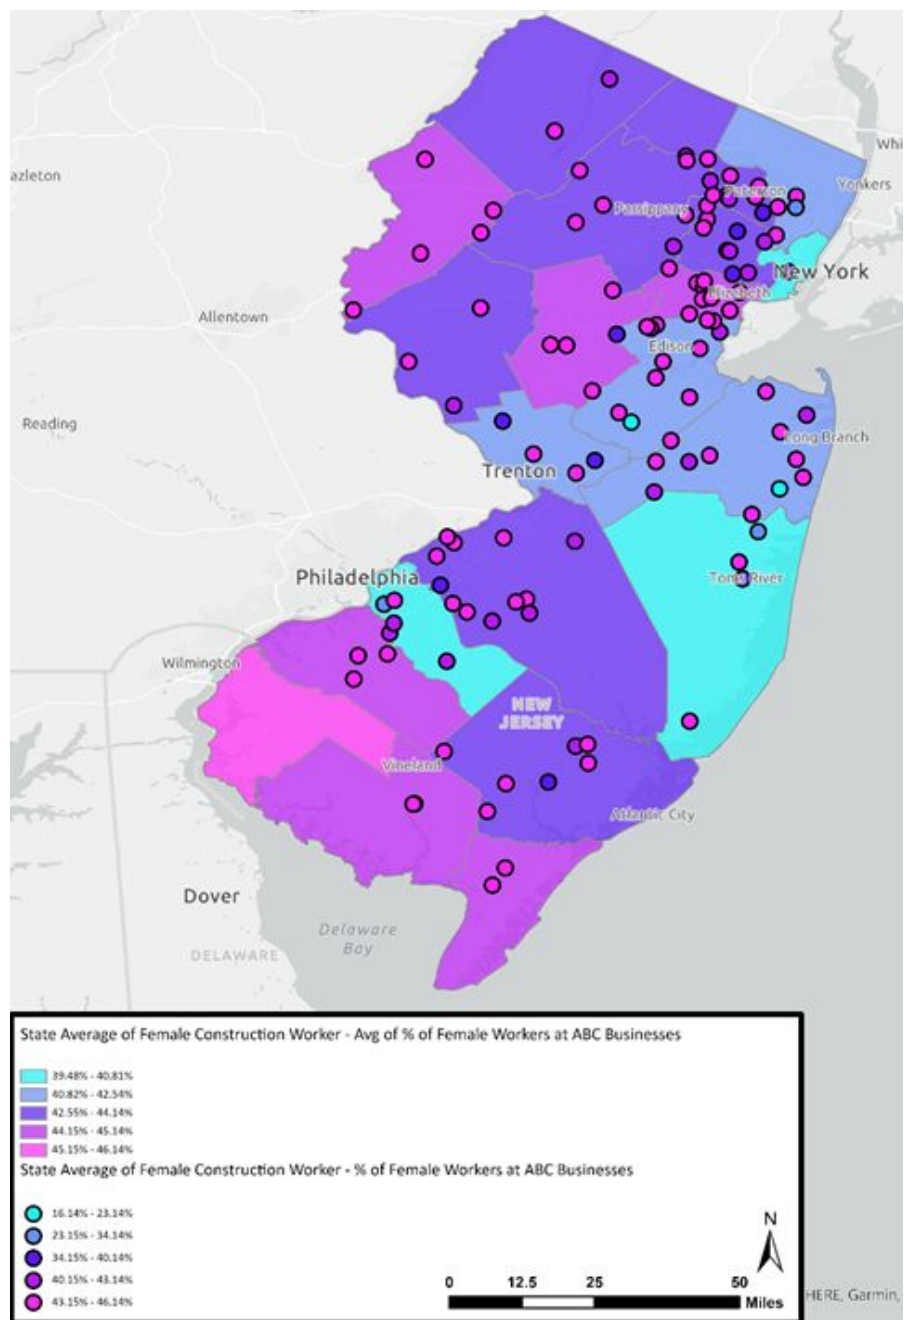 Whi
azleton
Paterson
Yonkers
Parsippany
New York
Allentown
Elizabeth
Edison
Reading
Long Branch
Trenton
Philadelphia
Toms River
Wilmington
NEW
JERSEY
Vineland
Atlantic City
Dover
Delaware
Bay
DELAWARE
State Average of Female Construction Worker - Avg of % of Female Workers at ABC Businesses
39.48% - 40.81%
40.82% - 42.54%
42.55% - 44.14%
44.15% - 45.14%
45.15% - 46.14%
State Average of Female Construction Worker - % of Female Workers at ABC Businesses
16.14% - 23.14%
23.15% - 34.14%
34.15% - 40.14%
40.15% - 43.14%
43.15% - 46.14%
N
0 12.5 25 50
Miles
HERE, Garmin,